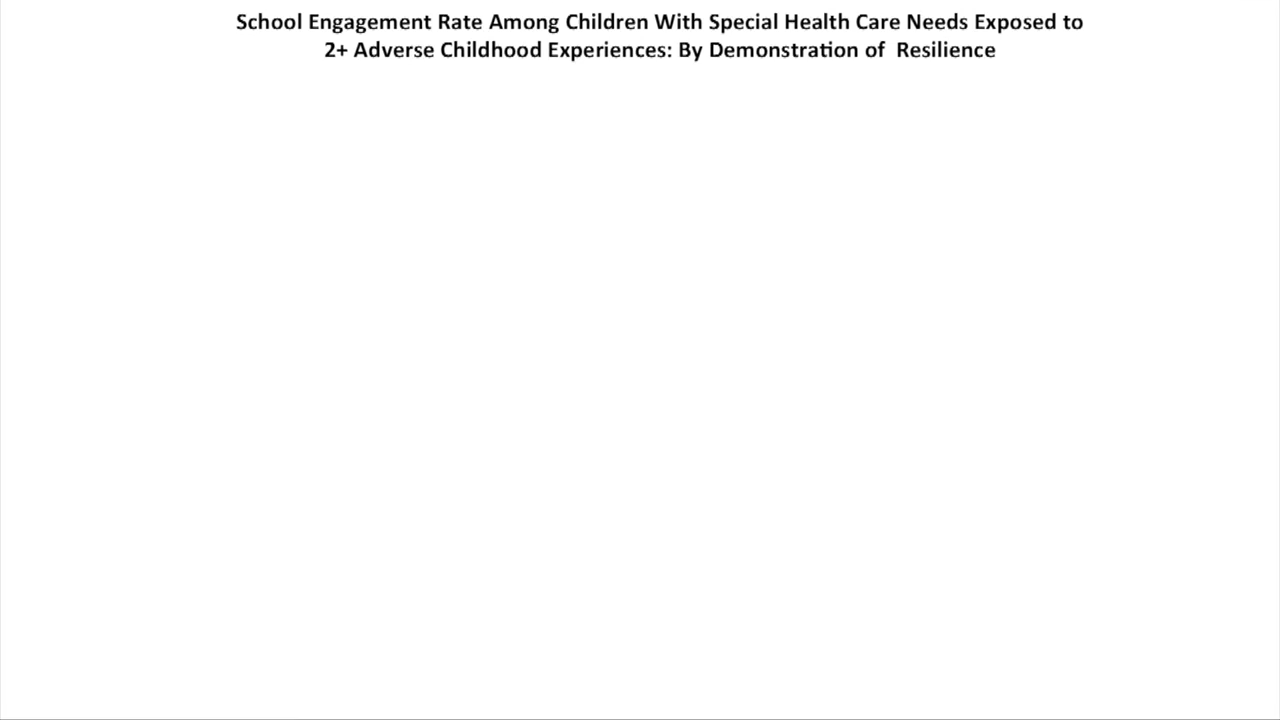 School Engagement Rate Among Children With Special Health Care Needs Exposed to
2+ Adverse Childhood Experiences: By Demonstration of  Resilience